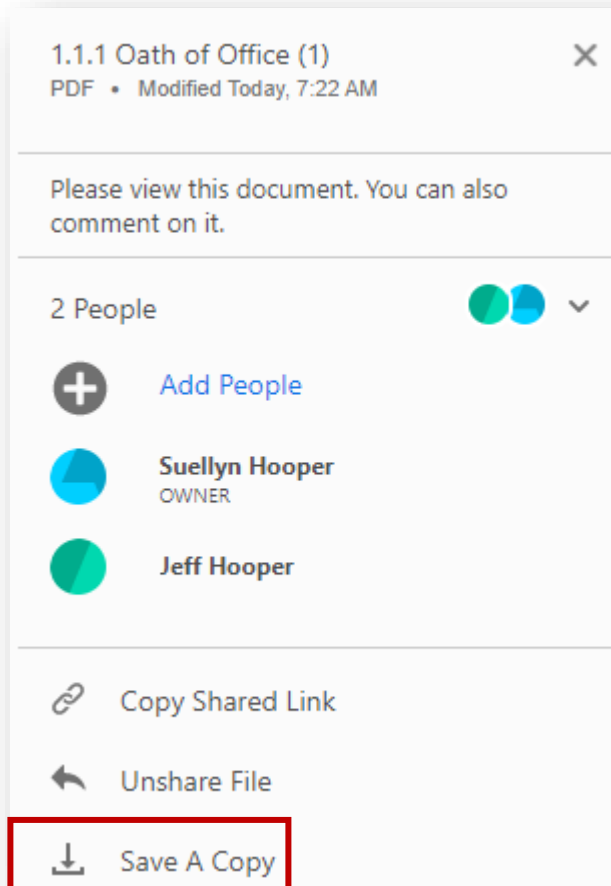 1.1.1 Oath of Office (1)
PDF • Modified Today, 7:22 AM
Please view this document. You can also
comment on it.
2 People
Add People
Suellyn Hooper
OWNER
Jeff Hooper
Copy Shared Link
Unshare File
Save A Copy